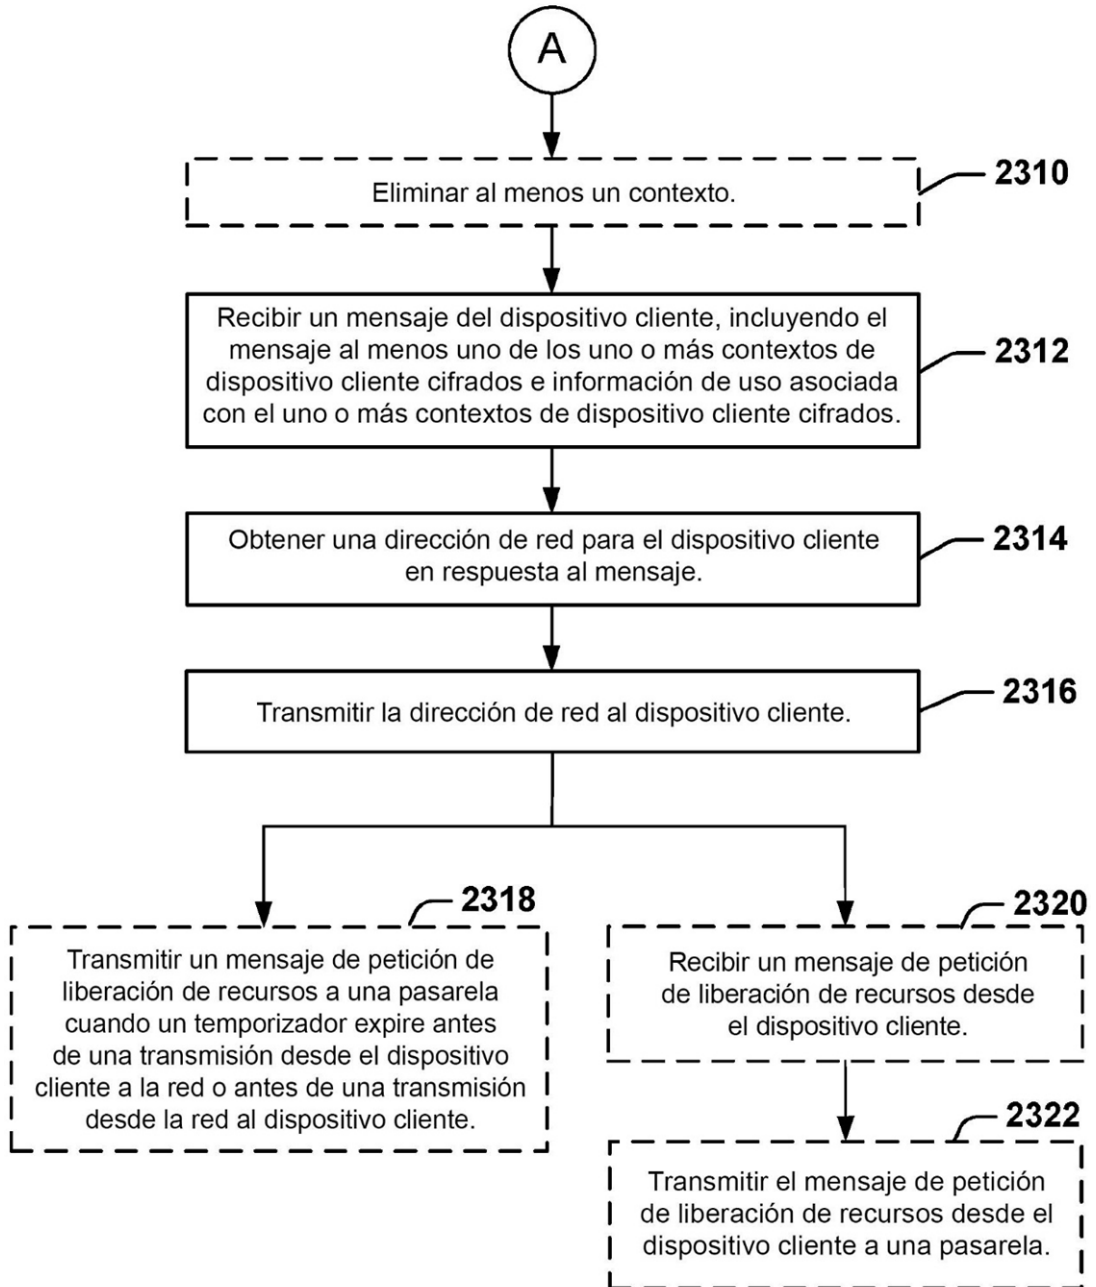 A
2310
Eliminar al menos un contexto.
Recibir un mensaje del dispositivo cliente, incluyendo el
mensaje al menos uno de los uno o más contextos de
dispositivo cliente cifrados e información de uso asociada
con el uno o más contextos de dispositivo cliente cifrados.
2312
Obtener una dirección de red para el dispositivo cliente
en respuesta al mensaje.
2314
Transmitir la dirección de red al dispositivo cliente.
2316
2318
Transmitir un mensaje de petición de
liberación de recursos a una pasarela
cuando un temporizador expire antes
de una transmisión desde el dispositivo
cliente a la red o antes de una transmisión
desde la red al dispositivo cliente.
2320
Recibir un mensaje de petición
de liberación de recursos desde
el dispositivo cliente.
2322
Transmitir el mensaje de petición
de liberación de recursos desde el
dispositivo cliente a una pasarela.